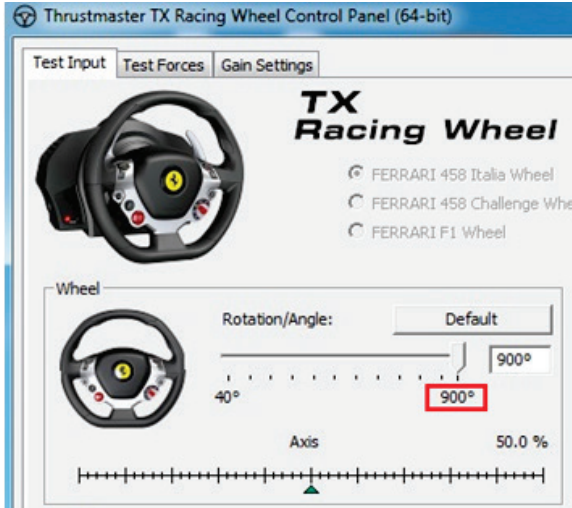 Thrustmaster TX Racing Wheel Control Panel (64-bit)
Test Input Test Forces Gain Settings
TX
Racing Wheel
FERRARI 458 Italia Wheel
FERRARI 458 Challenge Whe
FERRARI F1 Wheel
Wheel
Rotation/Angle: Default
900°
40° 900°
Axis 50.0 %